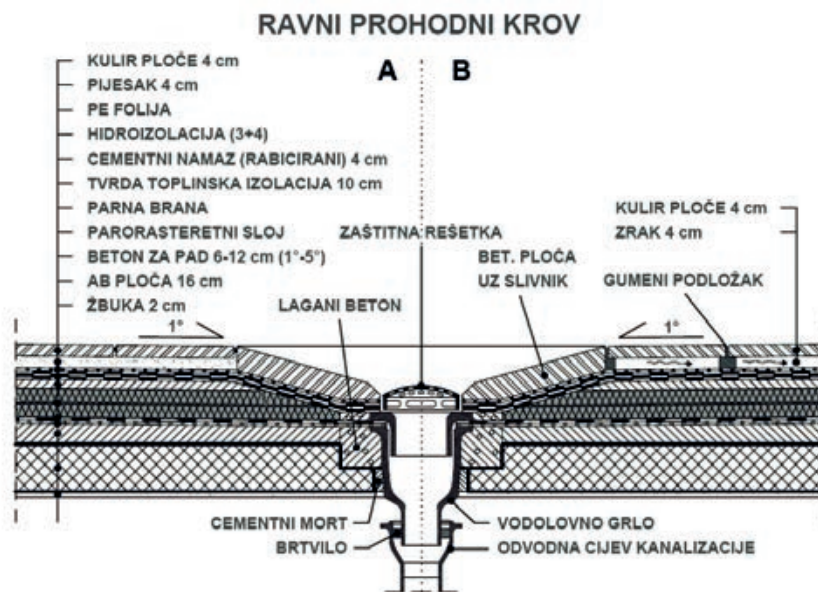 RAVNI PROHODNI KROV
A B
KULIR PLOČE 4 cm
PIJESAK 4 cm
PE FOLIJA
HIDROIZOLACIJA (3+4)
CEMENTNI NAMAZ (RABICIRANI) 4 cm
TVRDA TOPLINSKA IZOLACIJA 10 cm
PARNA BRANA
PARORASTERETNI SLOJ
BETON ZA PAD 6-12 cm (1°-5°)
AB PLOČA 16 cm
ŽBUKA 2 cm
1°
LAGANI BETON
ZAŠTITNA REŠETKA
BET. PLOČA
UZ SLIVNIK
KULIR PLOČE 4 cm
ZRAK 4 cm
GUMENI PODLOŽAK
1°
CEMENTNI MORT
BRTVILO
VODOLOVNO GRLO
ODVODNA CIJEV KANALIZACIJE